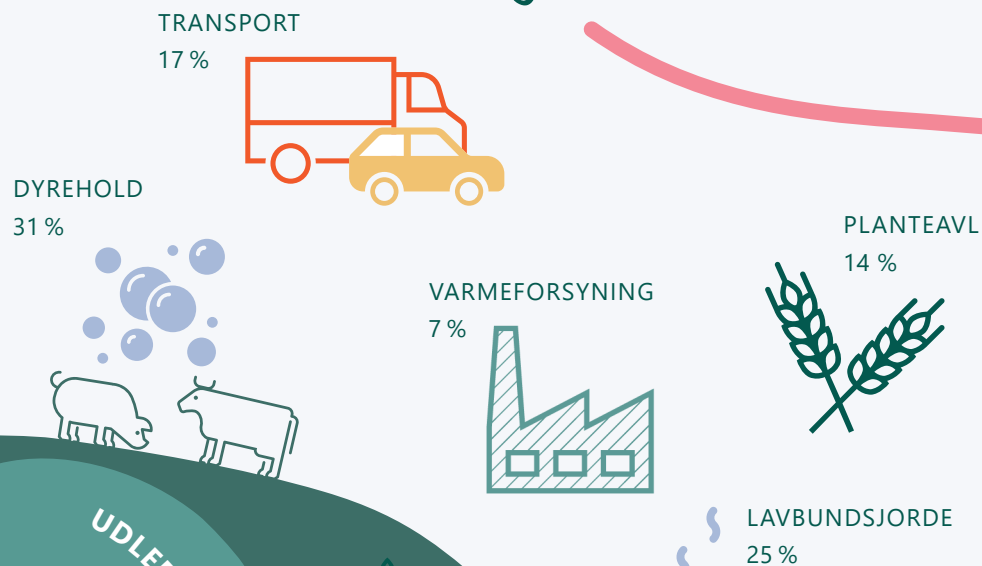 TRANSPORT
17 %
DYREHOLD
31 %
PLANTEAVL
14 %
VARMEFORSYNING
7 %
LAVBUNDSJORDE
25 %